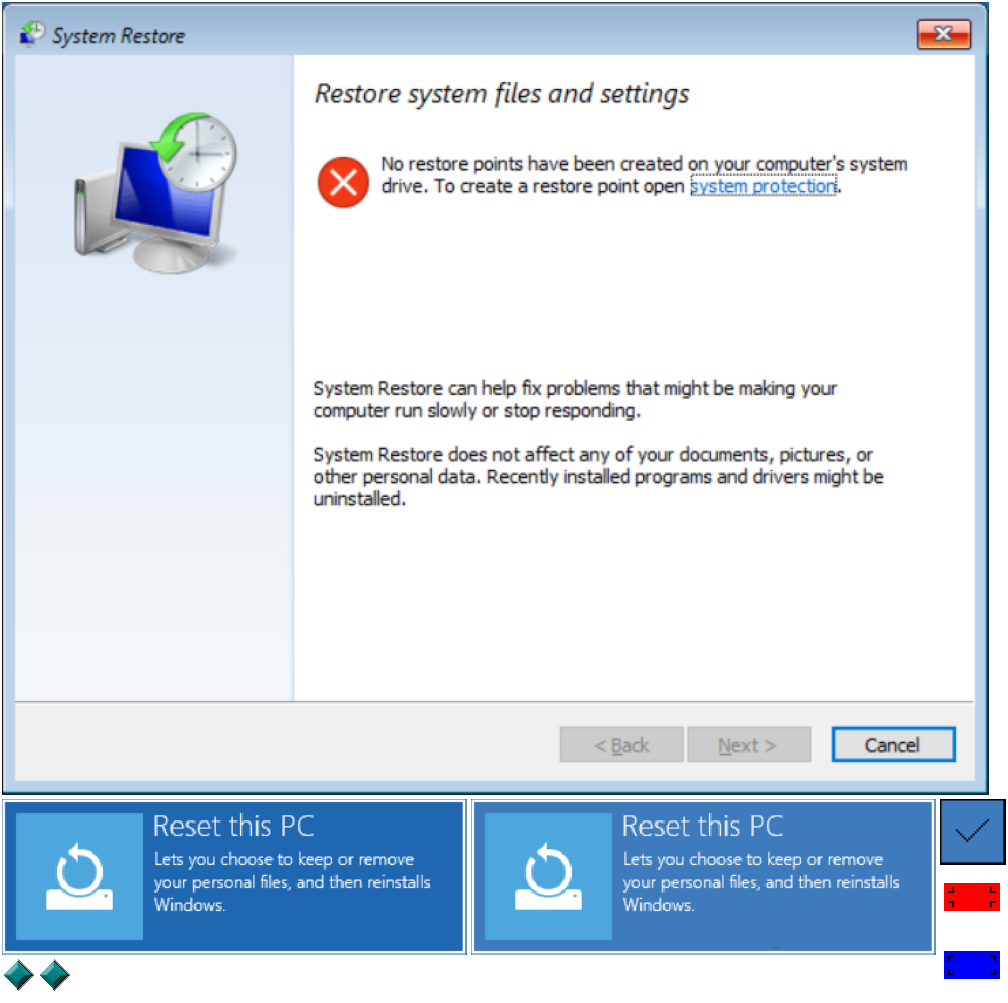 System Restore
Restore system files and settings
No restore points have been created on your computer's system
drive. To create a restore point open system protection.
System Restore can help fix problems that might be making your
computer run slowly or stop responding.
System Restore does not affect any of your documents, pictures, or
other personal data. Recently installed programs and drivers might be
uninstalled.
< Back
Next >
Cancel
Reset this PC
Lets you choose to keep or remove
your personal files, and then reinstalls
Windows.
Reset this PC
Lets you choose to keep or remove
your personal files, and then reinstalls
Windows.